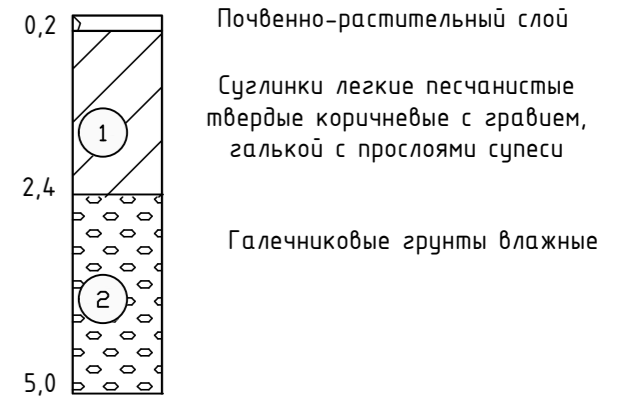 0,2
Почвенно-растительный слой
Суглинки легкие песчанистые
твердые коричневые с гравием,
галькой с прослоями супеси
1
2,4
Галечниковые грунты влажные
2
5,0